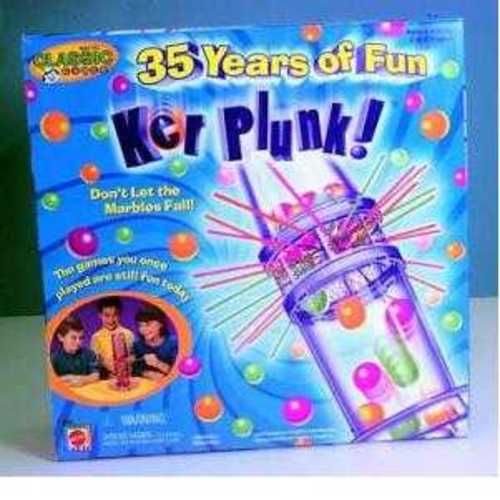 CLASSIC
35 Years of Fun
Ker Plunk!
Don't Let the
Marbles Fall!
The games you once
played are still fun today
WARNING
MATTEL